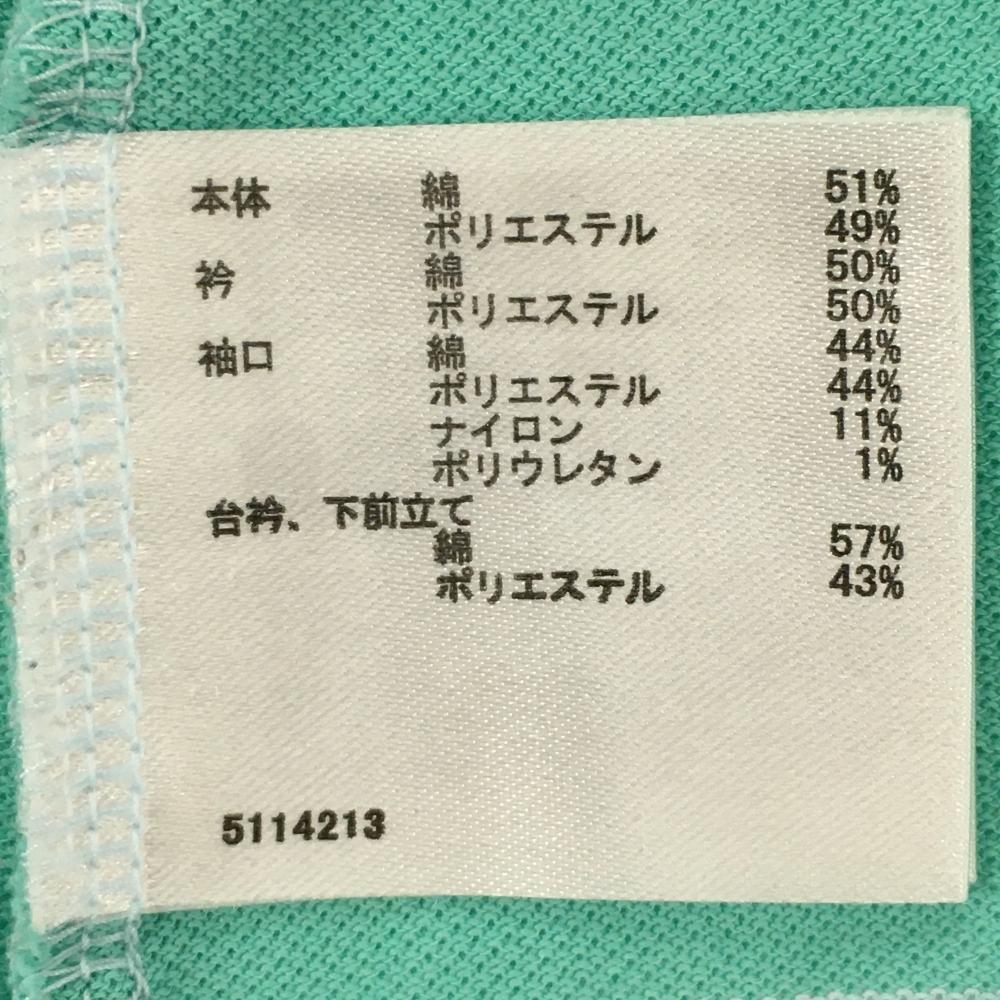 本体 綿 51%
ポリエステル 49%
衿 綿 50%
ポリエステル 50%
袖口 綿 44%
ポリエステル 44%
ナイロン 11%
ポリウレタン 1%
台衿、下前立て
綿 57%
ポリエステル 43%
5114213